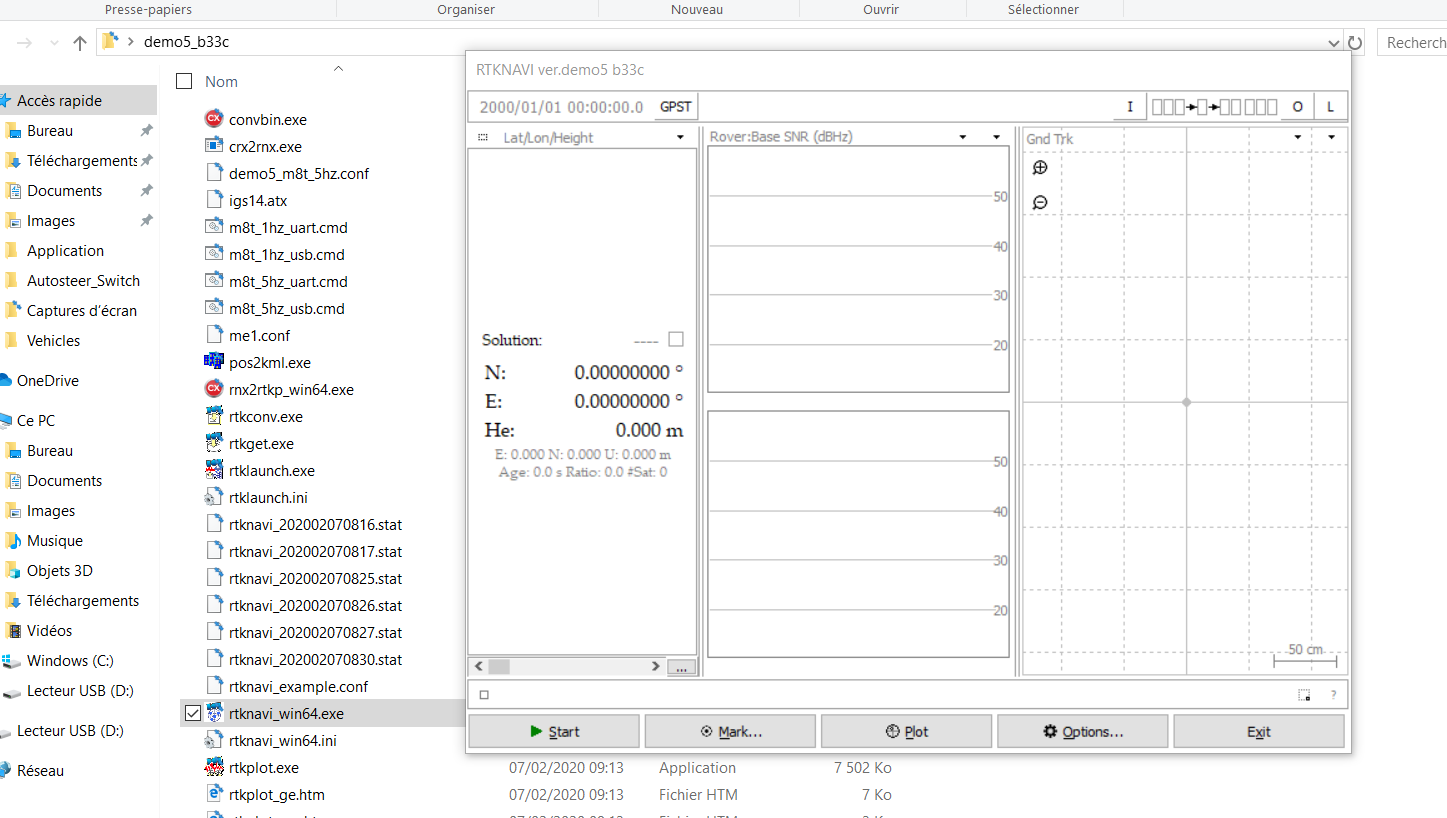 Presse-papiers
Organiser
Nouveau
Ouvrir
Sélectionner
demo5_b33c
Recherch
Accès rapide
Bureau
Téléchargements
Documents
Images
Application
Autosteer_Switch
Captures d'écran
Vehicles
OneDrive
Ce PC
Bureau
Documents
Images
Musique
Objets 3D
Téléchargements
Vidéos
Windows (C:)
Lecteur USB (D:)
Lecteur USB (D:)
Réseau
Nom
convbin.exe
crx2rnx.exe
demo5_m8t_5hz.conf
igs14.atx
m8t_1hz_uart.cmd
m8t_1hz_usb.cmd
m8t_5hz_uart.cmd
m8t_5hz_usb.cmd
me1.conf
pos2kml.exe
rnx2rtkp_win64.exe
rtkconv.exe
rtkget.exe
rtklaunch.exe
rtklaunch.ini
rtknavi_202002070816.stat
rtknavi_202002070817.stat
rtknavi_202002070825.stat
rtknavi_202002070826.stat
rtknavi_202002070827.stat
rtknavi_202002070830.stat
rtknavi_example.conf
rtknavi_win64.exe
rtknavi_win64.ini
rtkplot.exe 07/02/2020 09:13 Application 7 502 Ko
rtkplot_ge.htm 07/02/2020 09:13 Fichier HTM 7 Ko
RTKNAVI ver.demo5 b33c
2000/01/01 00:00:00.0 GPST
I
O
L
Lat/Lon/Height
Solution: ----
N: 0.00000000 °
E: 0.00000000 °
He: 0.000 m
E: 0.000 N: 0.000 U: 0.000 m
Age: 0.0 s Ratio: 0.0 #Sat: 0
...
Rover:Base SNR (dBHz)
50
40
30
20
50
40
30
20
Gnd Trk
50 cm
?
Start
Mark...
Plot
Options...
Exit